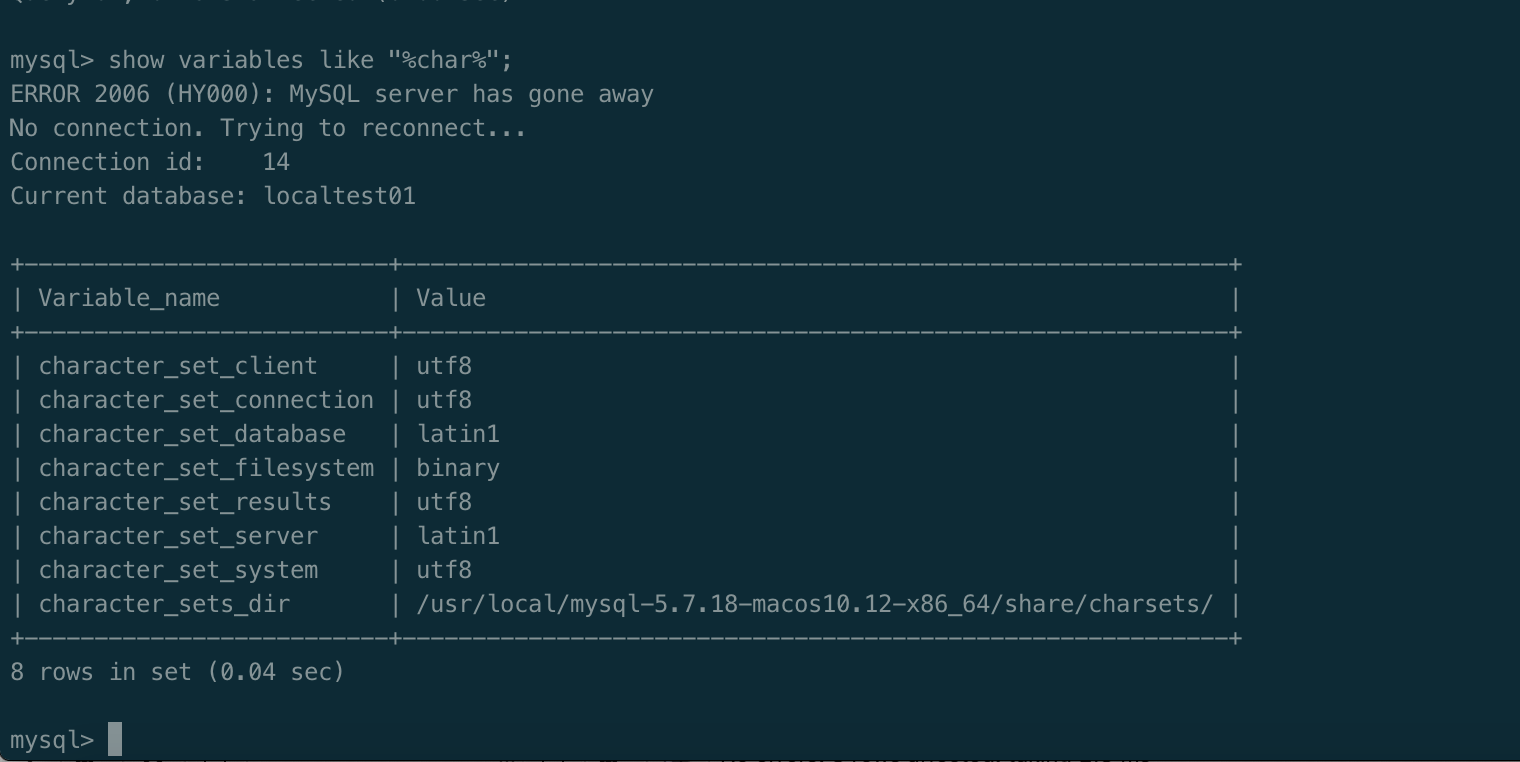 mysql> show variables like "%char%";
ERROR 2006 (HY000): MySQL server has gone away
No connection. Trying to reconnect...
Connection id:    14
Current database: localtest01
+--------------------------+----------------------------------------------------------+
| Variable_name            | Value                                                    |
+--------------------------+----------------------------------------------------------+
| character_set_client     | utf8                                                     |
| character_set_connection | utf8                                                     |
| character_set_database   | latin1                                                   |
| character_set_filesystem | binary                                                   |
| character_set_results    | utf8                                                     |
| character_set_server     | latin1                                                   |
| character_set_system     | utf8                                                     |
| character_sets_dir       | /usr/local/mysql-5.7.18-macos10.12-x86_64/share/charsets/ |
+--------------------------+----------------------------------------------------------+
8 rows in set (0.04 sec)
mysql>